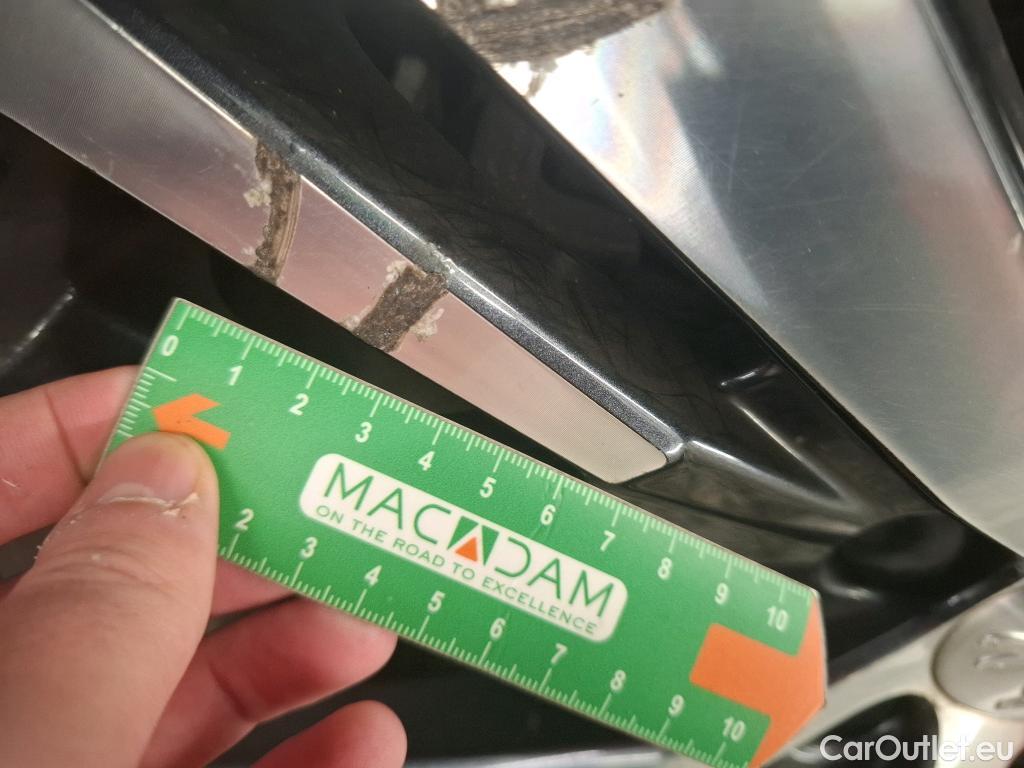 0 1 2 3 4 5 6 7 8 9 10
MACADAM
ON THE ROAD TO EXCELLENCE
2 3 4 5 6 7 8 9 10
CarOutlet.eu